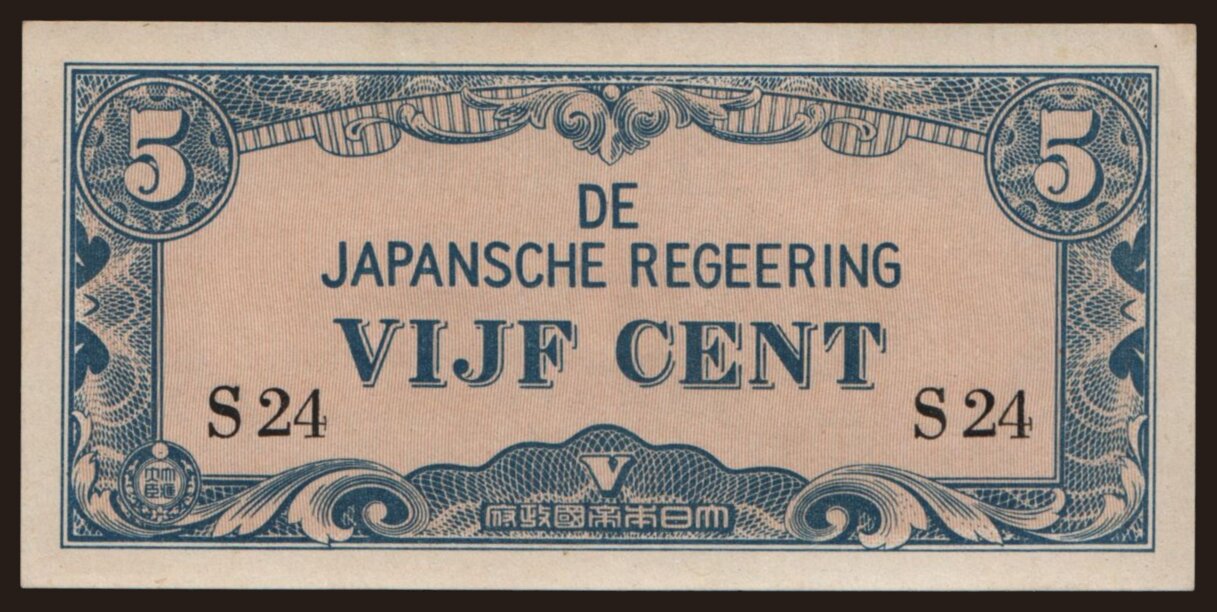 5 5
DE
JAPANSCHE REGEERING
VIJF CENT
S 24 S 24
V
府政國帝本日大